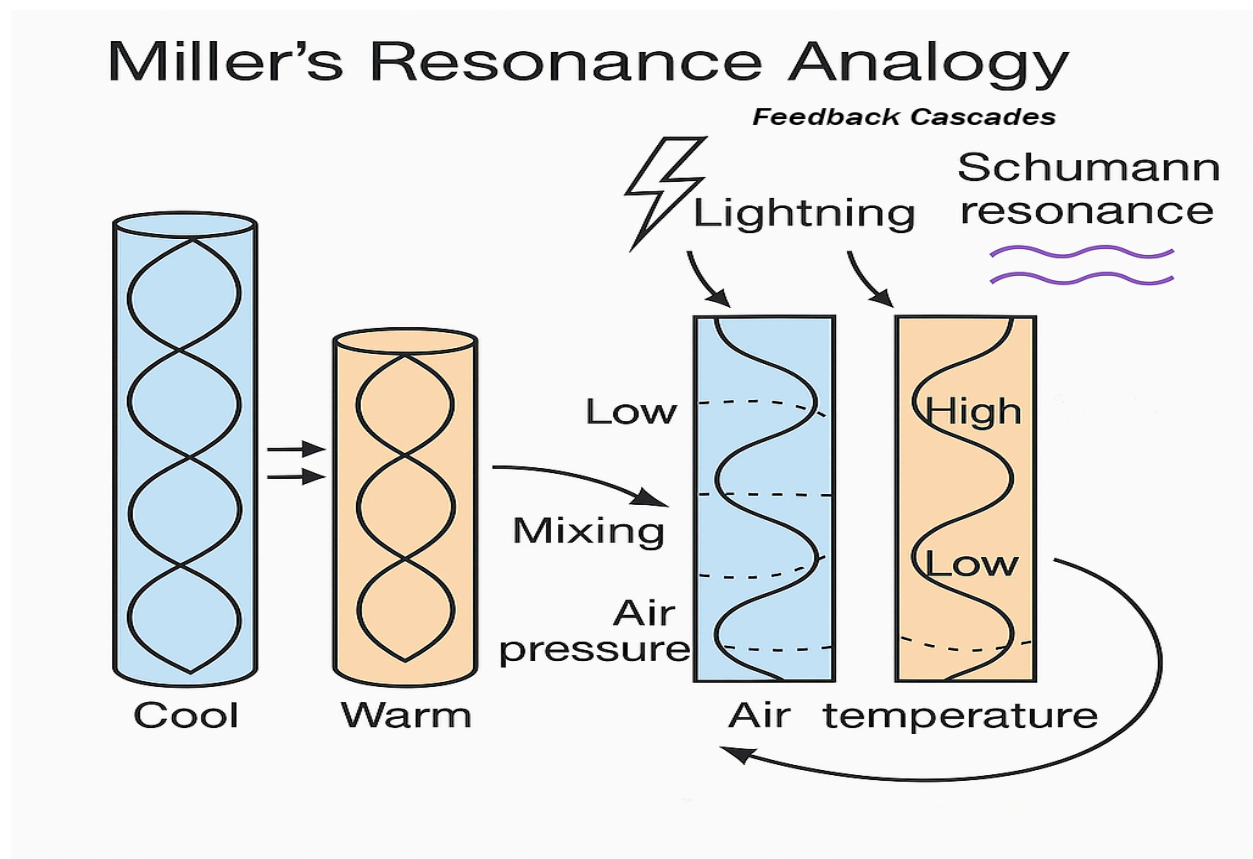 Miller's Resonance Analogy
Feedback Cascades
Schumann
resonance
Lightning
Low
High
Mixing
Low
Air
pressure
Cool
Warm
Air temperature